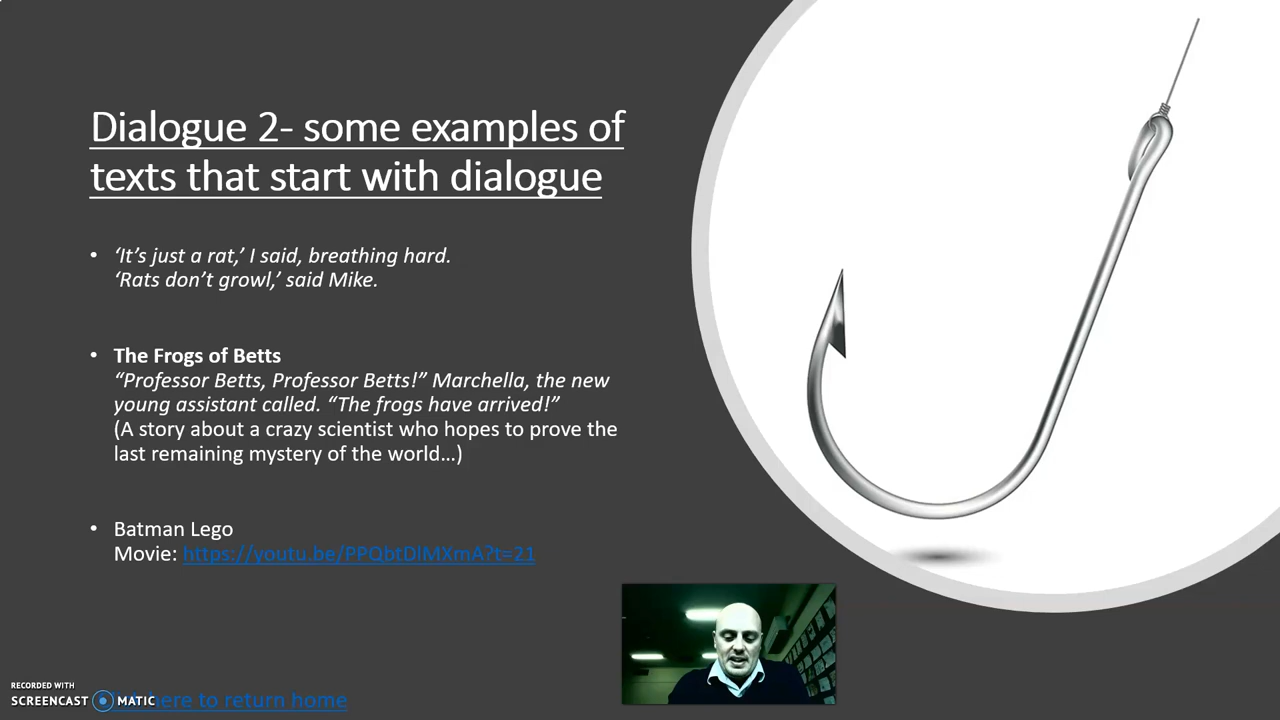 Dialogue 2- some examples of
texts that start with dialogue
• ‘It’s just a rat,’ I said, breathing hard.
‘Rats don’t growl,’ said Mike.
• The Frogs of Betts
“Professor Betts, Professor Betts!” Marchella, the new
young assistant called. “The frogs have arrived!”
(A story about a crazy scientist who hopes to prove the
last remaining mystery of the world…)
• Batman Lego
Movie: https://youtu.be/PPQbtDlMXmA?t=21
here to return home
RECORDED WITH
SCREENCAST MATIC